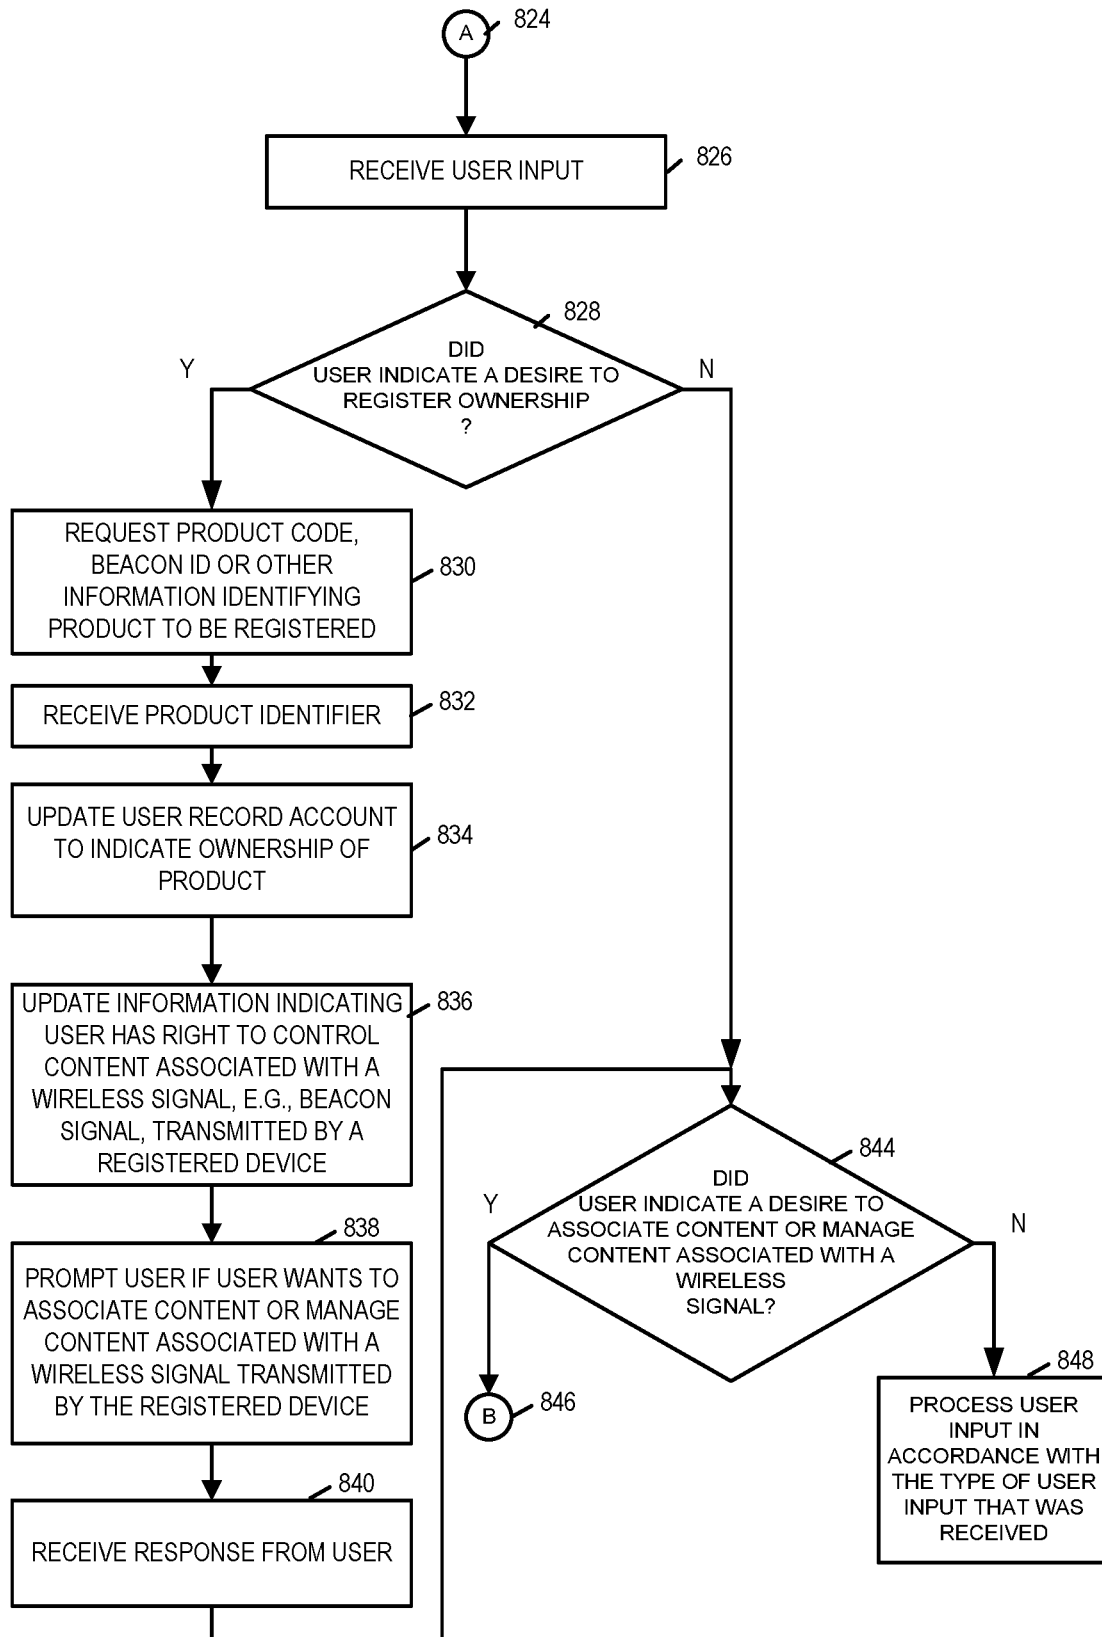 A
824
RECEIVE USER INPUT
826
828
DID
USER INDICATE A DESIRE TO
REGISTER OWNERSHIP
?
Y
N
REQUEST PRODUCT CODE,
BEACON ID OR OTHER
INFORMATION IDENTIFYING
PRODUCT TO BE REGISTERED
830
RECEIVE PRODUCT IDENTIFIER
832
UPDATE USER RECORD ACCOUNT
TO INDICATE OWNERSHIP OF
PRODUCT
834
UPDATE INFORMATION INDICATING
USER HAS RIGHT TO CONTROL
CONTENT ASSOCIATED WITH A
WIRELESS SIGNAL, E.G., BEACON
SIGNAL, TRANSMITTED BY A
REGISTERED DEVICE
836
838
PROMPT USER IF USER WANTS TO
ASSOCIATE CONTENT OR MANAGE
CONTENT ASSOCIATED WITH A
WIRELESS SIGNAL TRANSMITTED
BY THE REGISTERED DEVICE
840
RECEIVE RESPONSE FROM USER
844
DID
USER INDICATE A DESIRE TO
ASSOCIATE CONTENT OR MANAGE
CONTENT ASSOCIATED WITH A
WIRELESS
SIGNAL?
Y
N
B
846
848
PROCESS USER
INPUT IN
ACCORDANCE WITH
THE TYPE OF USER
INPUT THAT WAS
RECEIVED